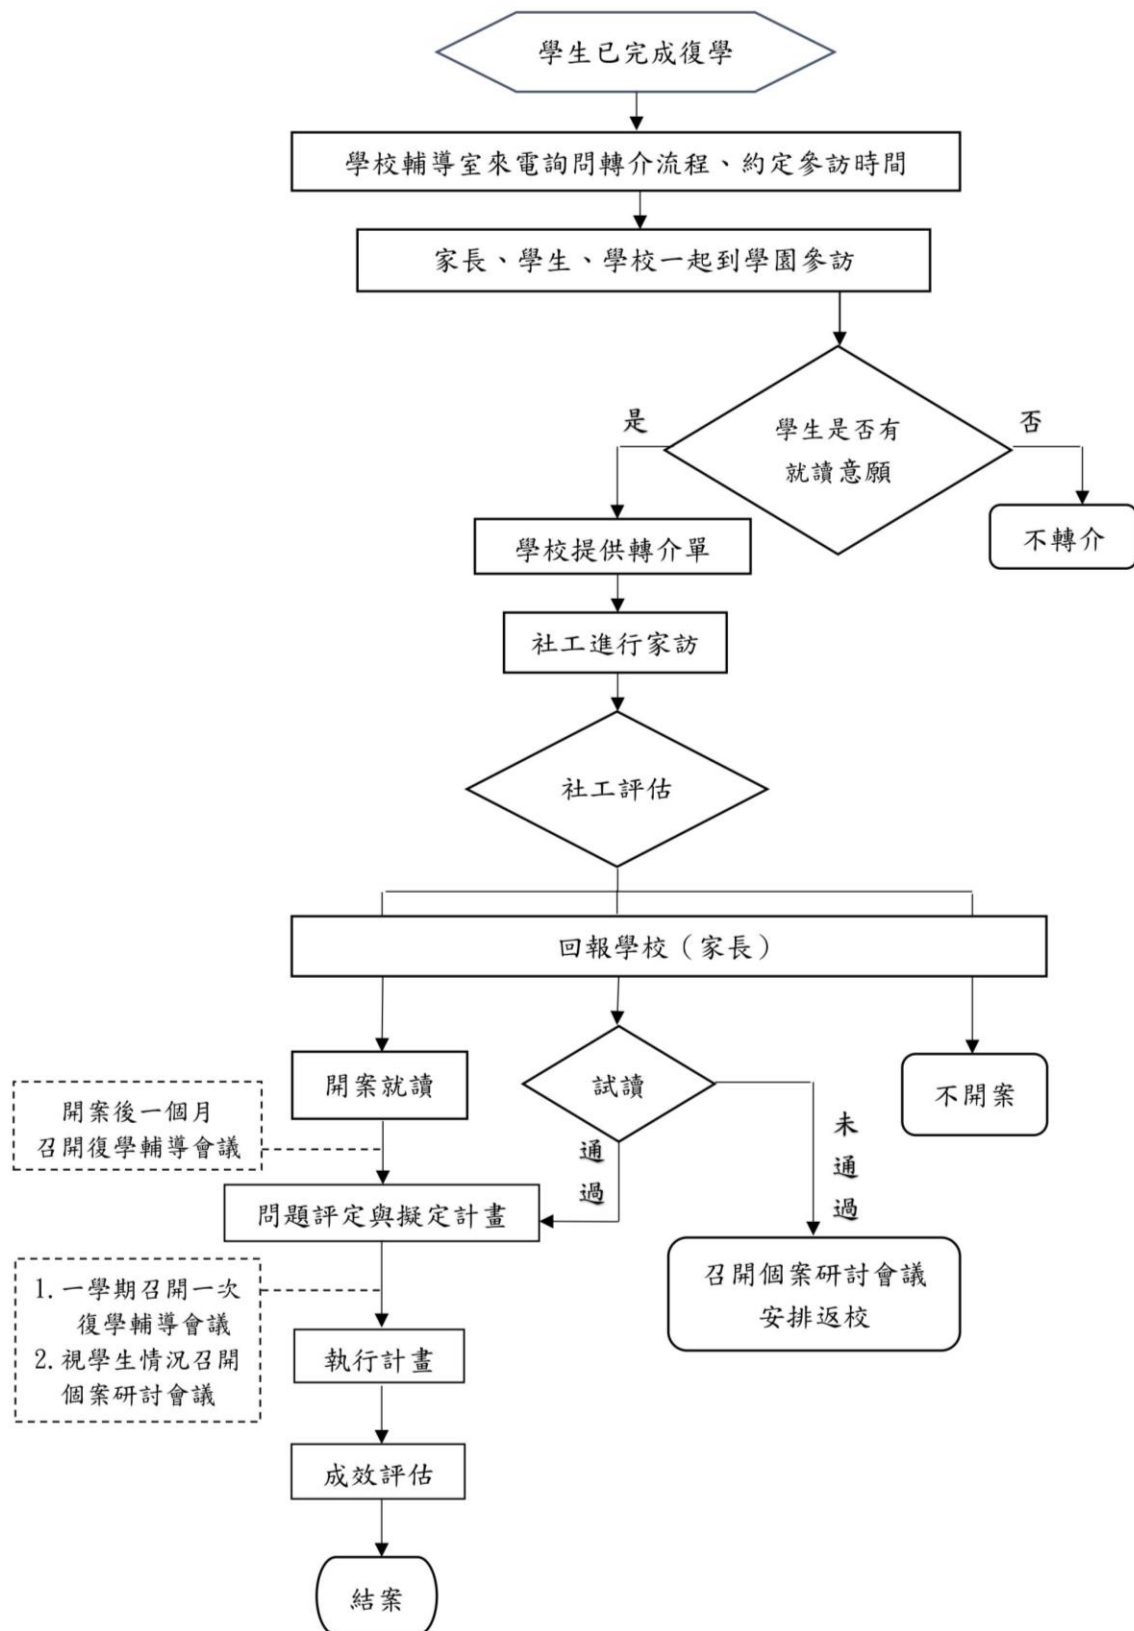 學生已完成復學
學校輔導室來電詢問轉介流程、約定參訪時間
家長、學生、學校一起到學園參訪
學生是否有
就讀意願
是
否
不轉介
學校提供轉介單
社工進行家訪
社工評估
回報學校（家長）
開案就讀
試讀
不開案
開案後一個月
召開復學輔導會議
通
過
未
通
過
問題評定與擬定計畫
召開個案研討會議
安排返校
1. 一學期召開一次
復學輔導會議
2. 視學生情況召開
個案研討會議
執行計畫
成效評估
結案